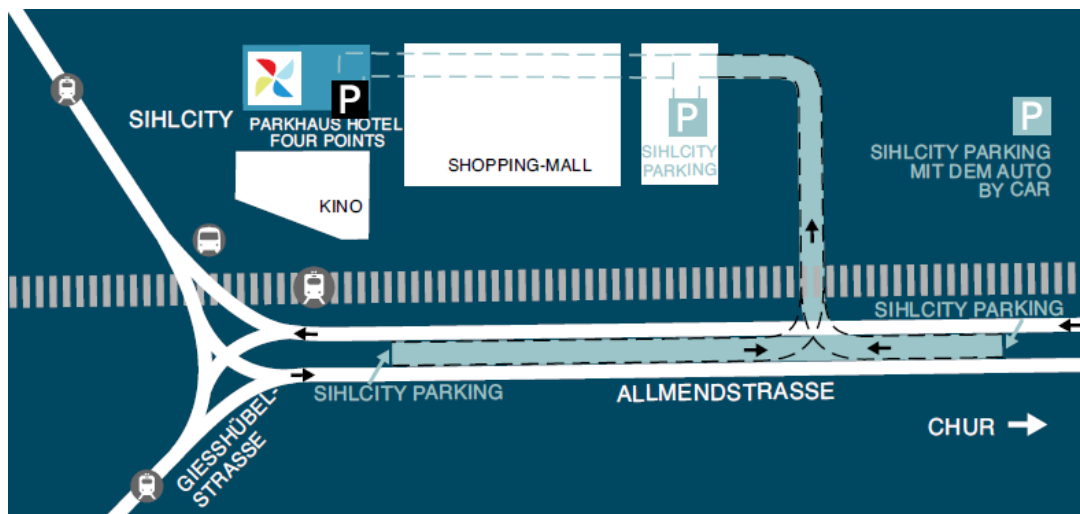 SIHLCITY
P
PARKHAUS HOTEL
FOUR POINTS
SHOPPING-MALL
KINO
P
SIHLCITY
PARKING
P
SIHLCITY PARKING
MIT DEM AUTO
BY CAR
SIHLCITY PARKING
SIHLCITY PARKING
ALLMENDSTRASSE
CHUR
GIESSHÜBEL-
STRASSE